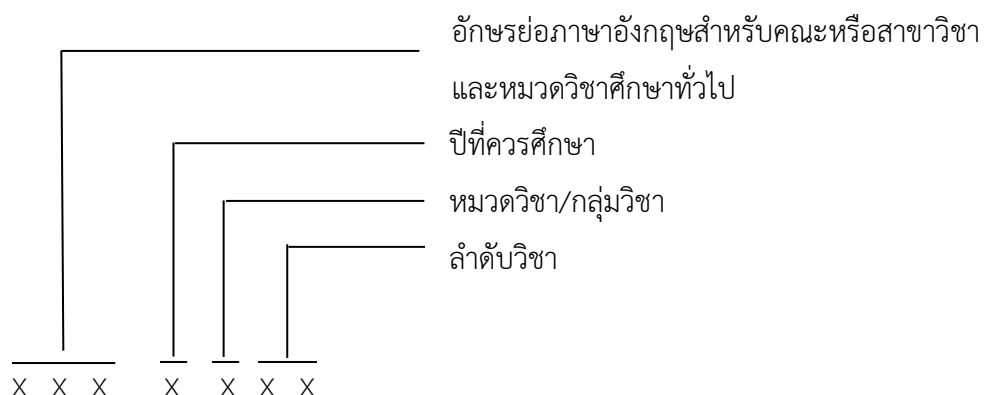 อักษรย่อภาษาอังกฤษสำหรับคณะหรือสาขาวิชา
และหมวดวิชาศึกษาทั่วไป
ปีที่ควรศึกษา
หมวดวิชา/กลุ่มวิชา
ลำดับวิชา
X X X X X X X